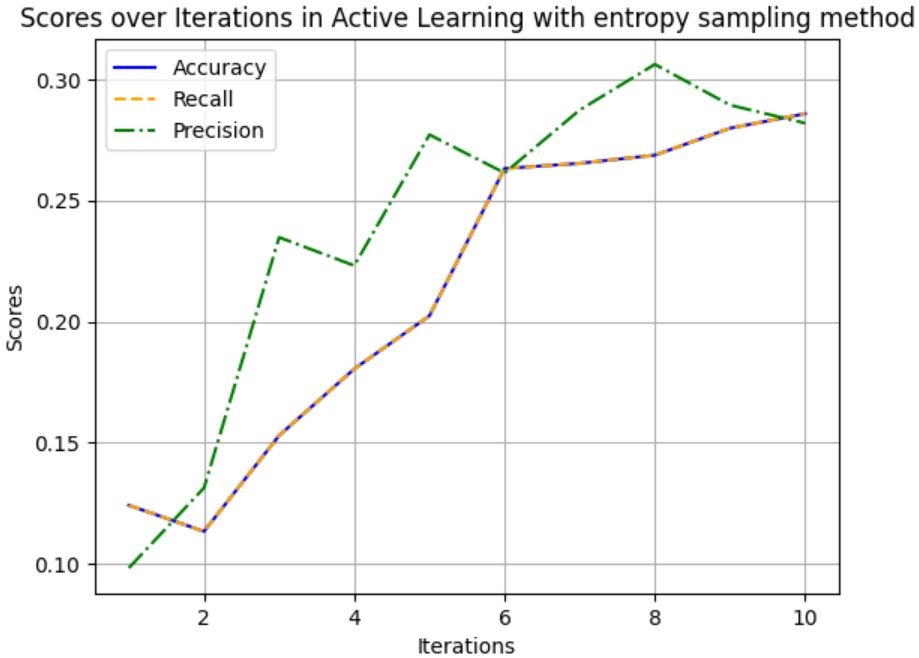 Scores over Iterations in Active Learning with entropy sampling method
Accuracy
Recall
Precision
0.30
0.25
0.20
0.15
0.10
Scores
2 4 6 8 10
Iterations